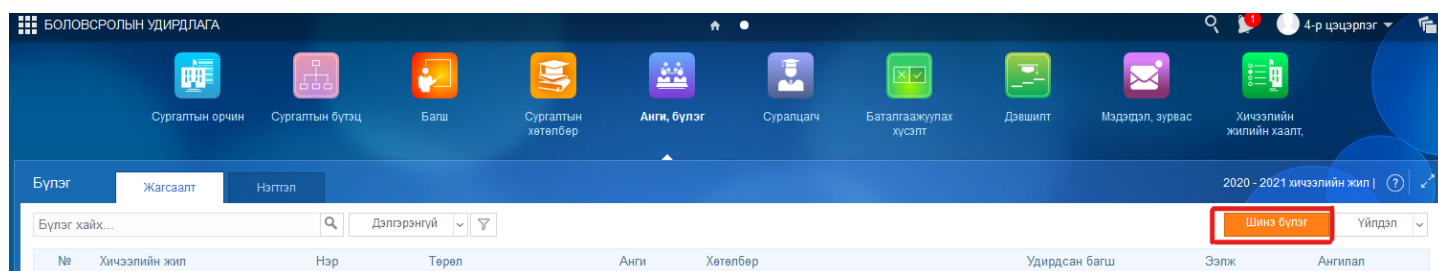 БОЛОВСРОЛЫН УДИРДЛАГА
1
4-р цэцэрлэг
Сургалтын орчин
Сургалтын бүтэц
Багш
Сургалтын хөтөлбөр
Анги, бүлэг
Суралцагч
Баталгаажуулах хүсэлт
Дэвшилт
Мэдэгдэл, зурвас
Хичээлийн жилийн хаалт,
Бүлэг Жагсаалт Нэгтгэл 2020 - 2021 хичээлийн жил | ?
Бүлэг хайх... Дэлгэрэнгүй Шинэ бүлэг Үйлдэл
№ Хичээлийн жил Нэр Төрөл Анги Хөтөлбөр Удирдсан багш Ээлж Ангилал